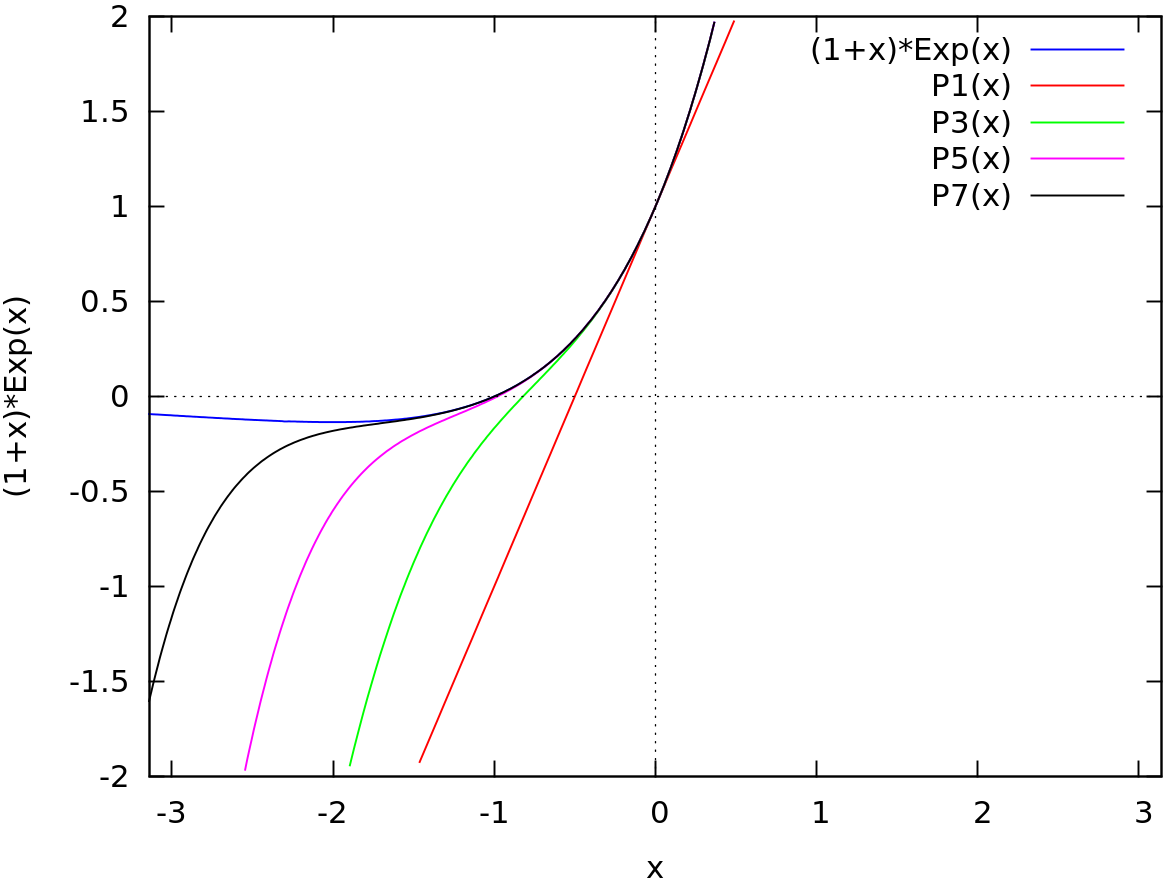 2
1.5
1
0.5
0
-0.5
-1
-1.5
-2
(1+x)*Exp(x)
(1+x)*Exp(x)
P1(x)
P3(x)
P5(x)
P7(x)
-3 -2 -1 0 1 2 3
x